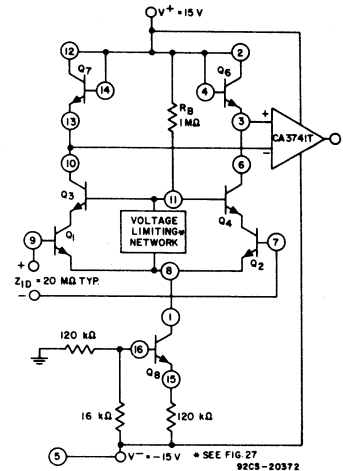 V+ = 15 V
12
2
Q7
Q6
14
4
RB
1MΩ
13
3
+
CA3741T
10
6
–
Q3
11
Q4
9
Q1
VOLTAGE
LIMITING*
NETWORK
7
Q2
+
8
ZID = 20 MΩ TYP.
–
1
120 kΩ
16
Q8
15
16 kΩ
120 kΩ
5
V– = –15 V
* SEE FIG. 27
92CS-20372